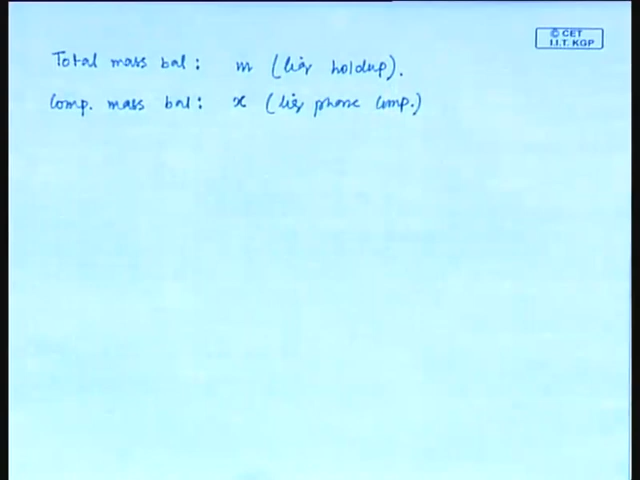 © CET
I.I.T. KGP
Total mass bal : m (liq holdup).
Comp. mass bal : x (liq phase comp.)